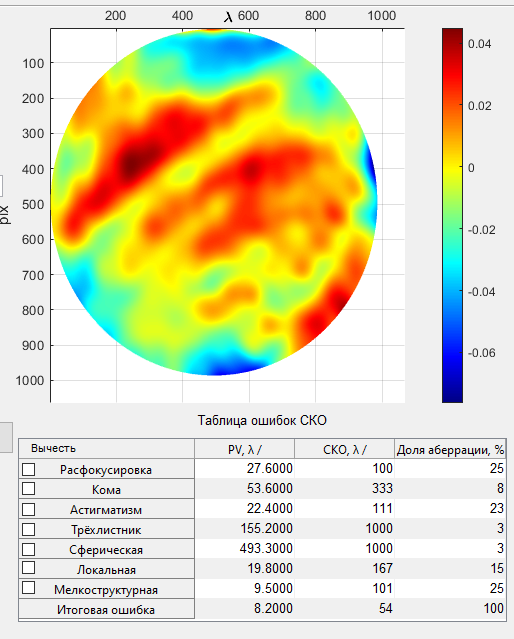 200 400 λ 600 800 1000
100
200
300
400
500
600
700
800
900
1000
pix
0.04
0.02
0
-0.02
-0.04
-0.06
Таблица ошибок СКО
Вычесть PV, λ / СКО, λ / Доля аберрации, %
Расфокусировка 27.6000 100 25
Кома 53.6000 333 8
Астигматизм 22.4000 111 23
Трёхлистник 155.2000 1000 3
Сферическая 493.3000 1000 3
Локальная 19.8000 167 15
Мелкоструктурная 9.5000 101 25
Итоговая ошибка 8.2000 54 100